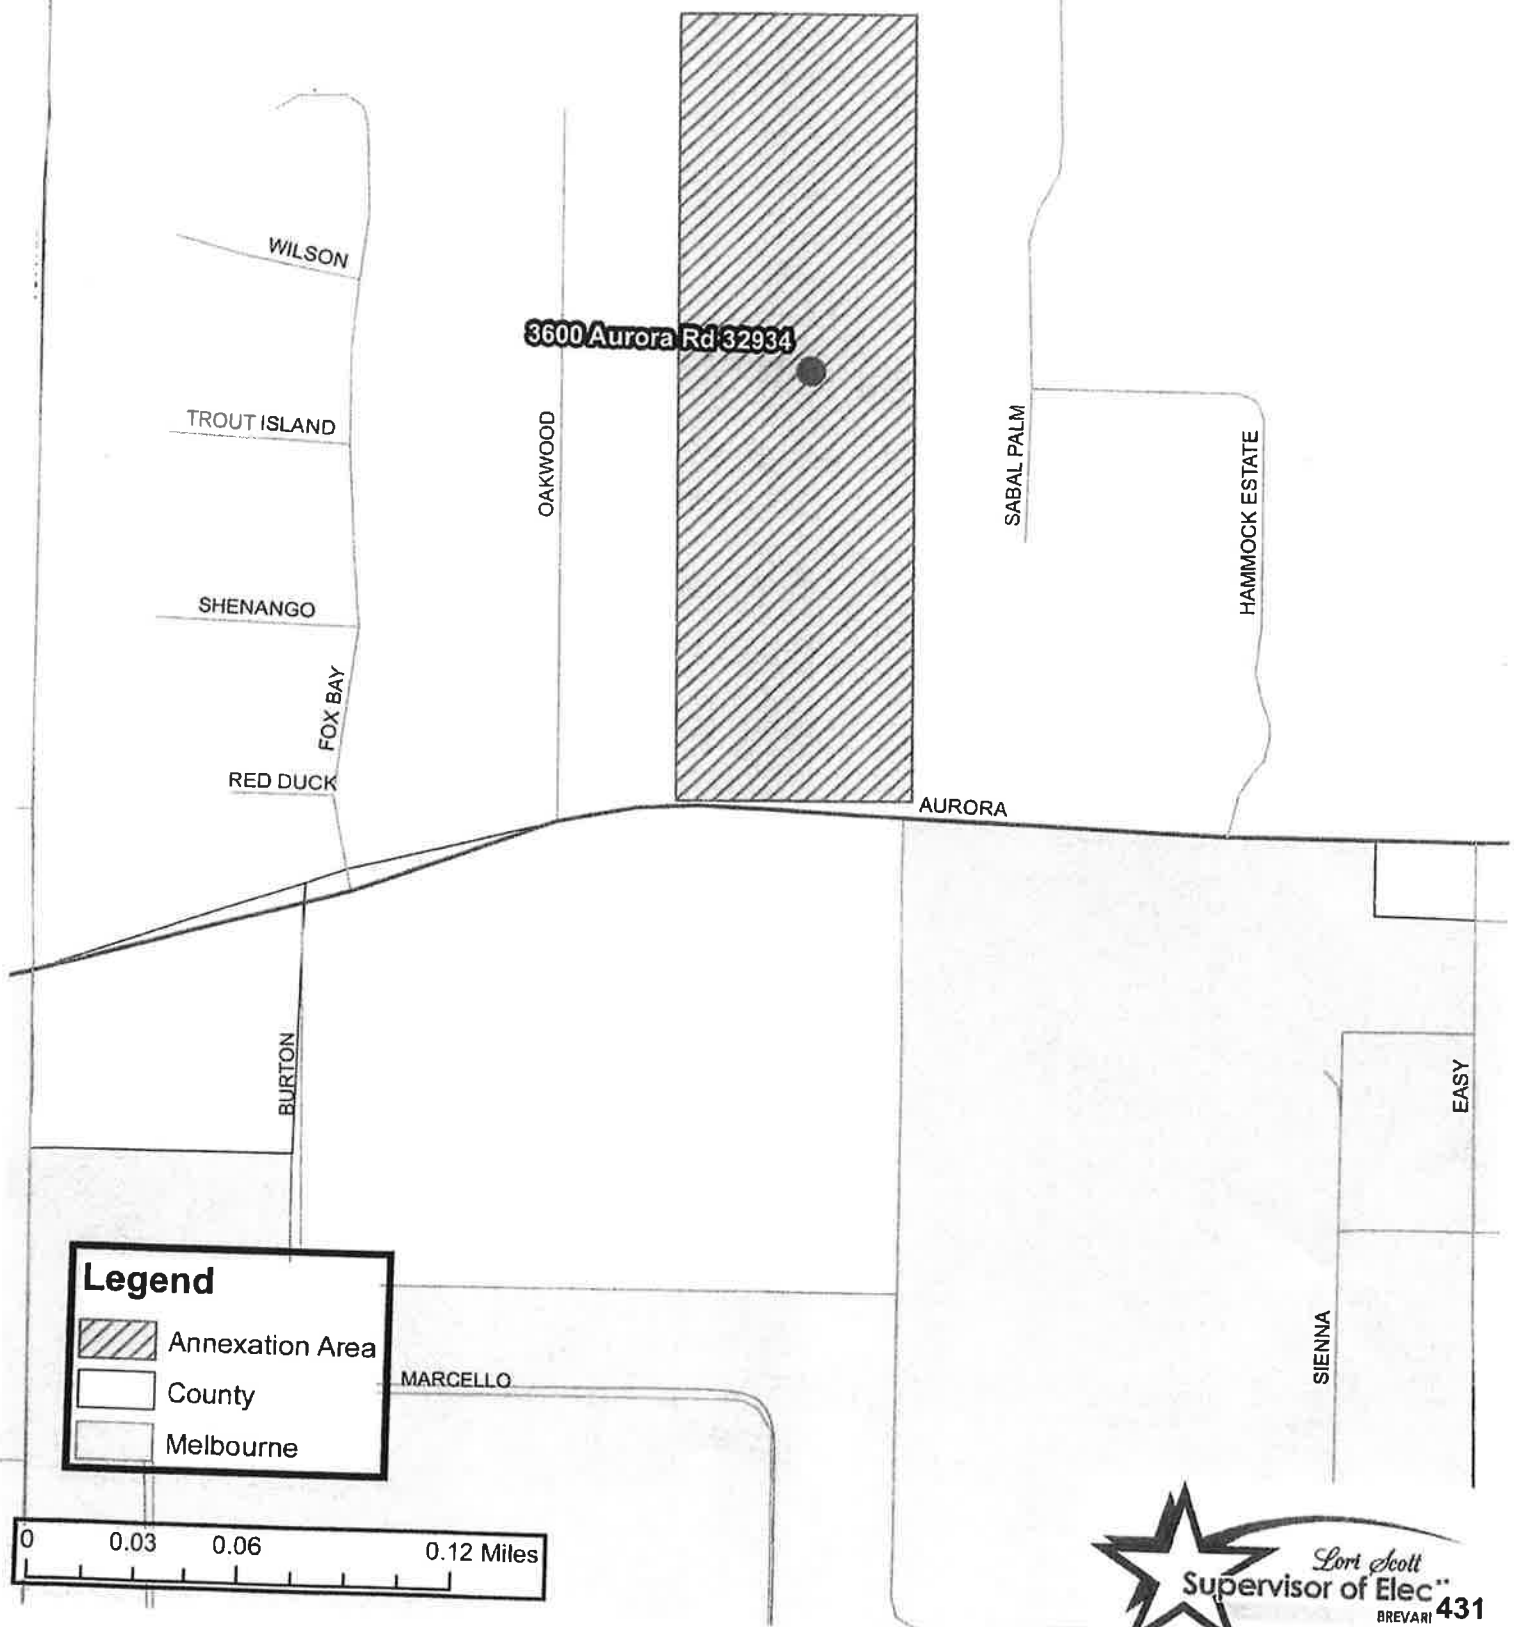 WILSON
3600 Aurora Rd 32934
TROUT ISLAND
OAKWOOD
SABAL PALM
HAMMOCK ESTATE
SHENANGO
FOX BAY
RED DUCK
AURORA
BURTON
EASY
Legend
Annexation Area
County
Melbourne
MARCELLO
SIENNA
0 0.03 0.06 0.12 Miles
Lori Scott
Supervisor of Elec
BREVAR
431